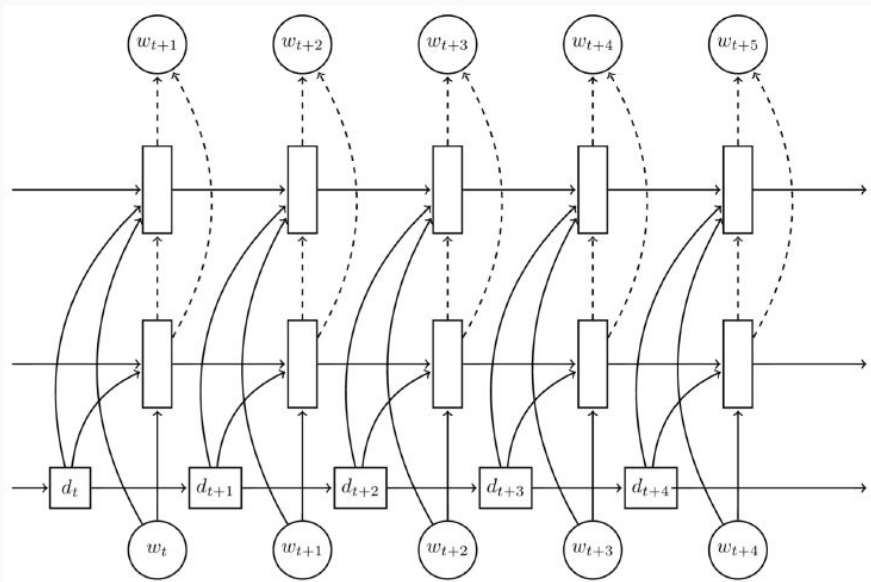 w_{t+1} w_{t+2} w_{t+3} w_{t+4} w_{t+5}
d_t d_{t+1} d_{t+2} d_{t+3} d_{t+4}
w_t w_{t+1} w_{t+2} w_{t+3} w_{t+4}